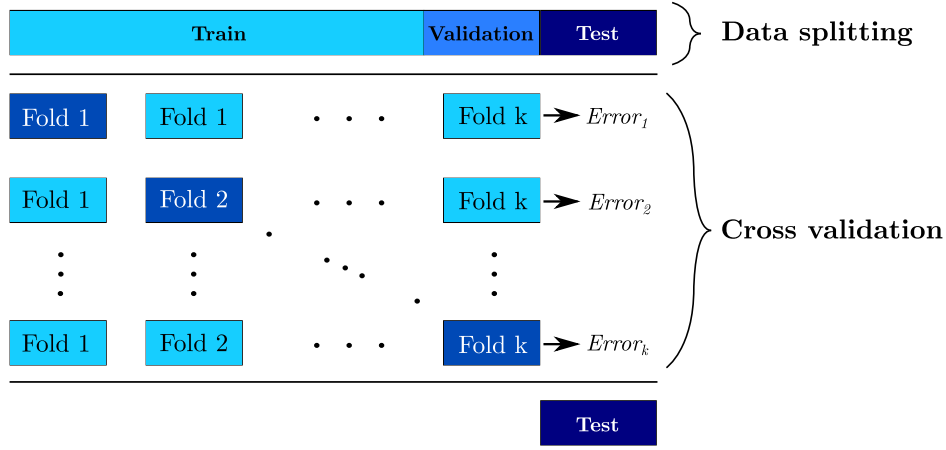 Train Validation Test Data splitting
Fold 1 Fold 1 Fold k Error1
Fold 1 Fold 2 Fold k Error2
Cross validation
Fold 1 Fold 2 Fold k Errork
Test